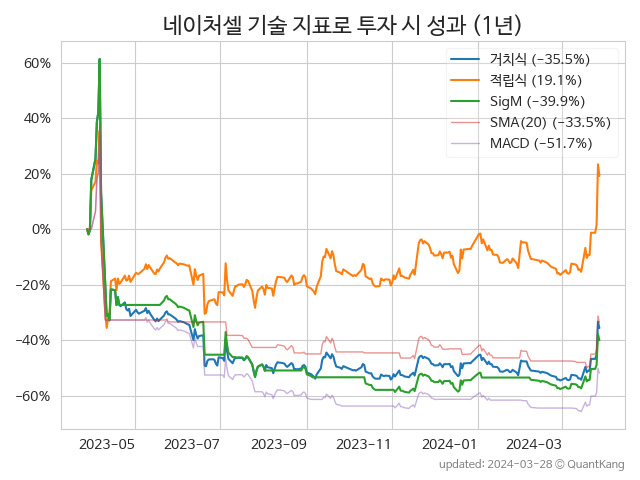 네이처셀 기술 지표로 투자 시 성과 (1년)
거치식 (−35.5%)
적립식 (19.1%)
SigM (−39.9%)
SMA(20) (−33.5%)
MACD (−51.7%)
60%
40%
20%
0%
−20%
−40%
−60%
2023-05 2023-07 2023-09 2023-11 2024-01 2024-03
updated: 2024-03-28 © QuantKang